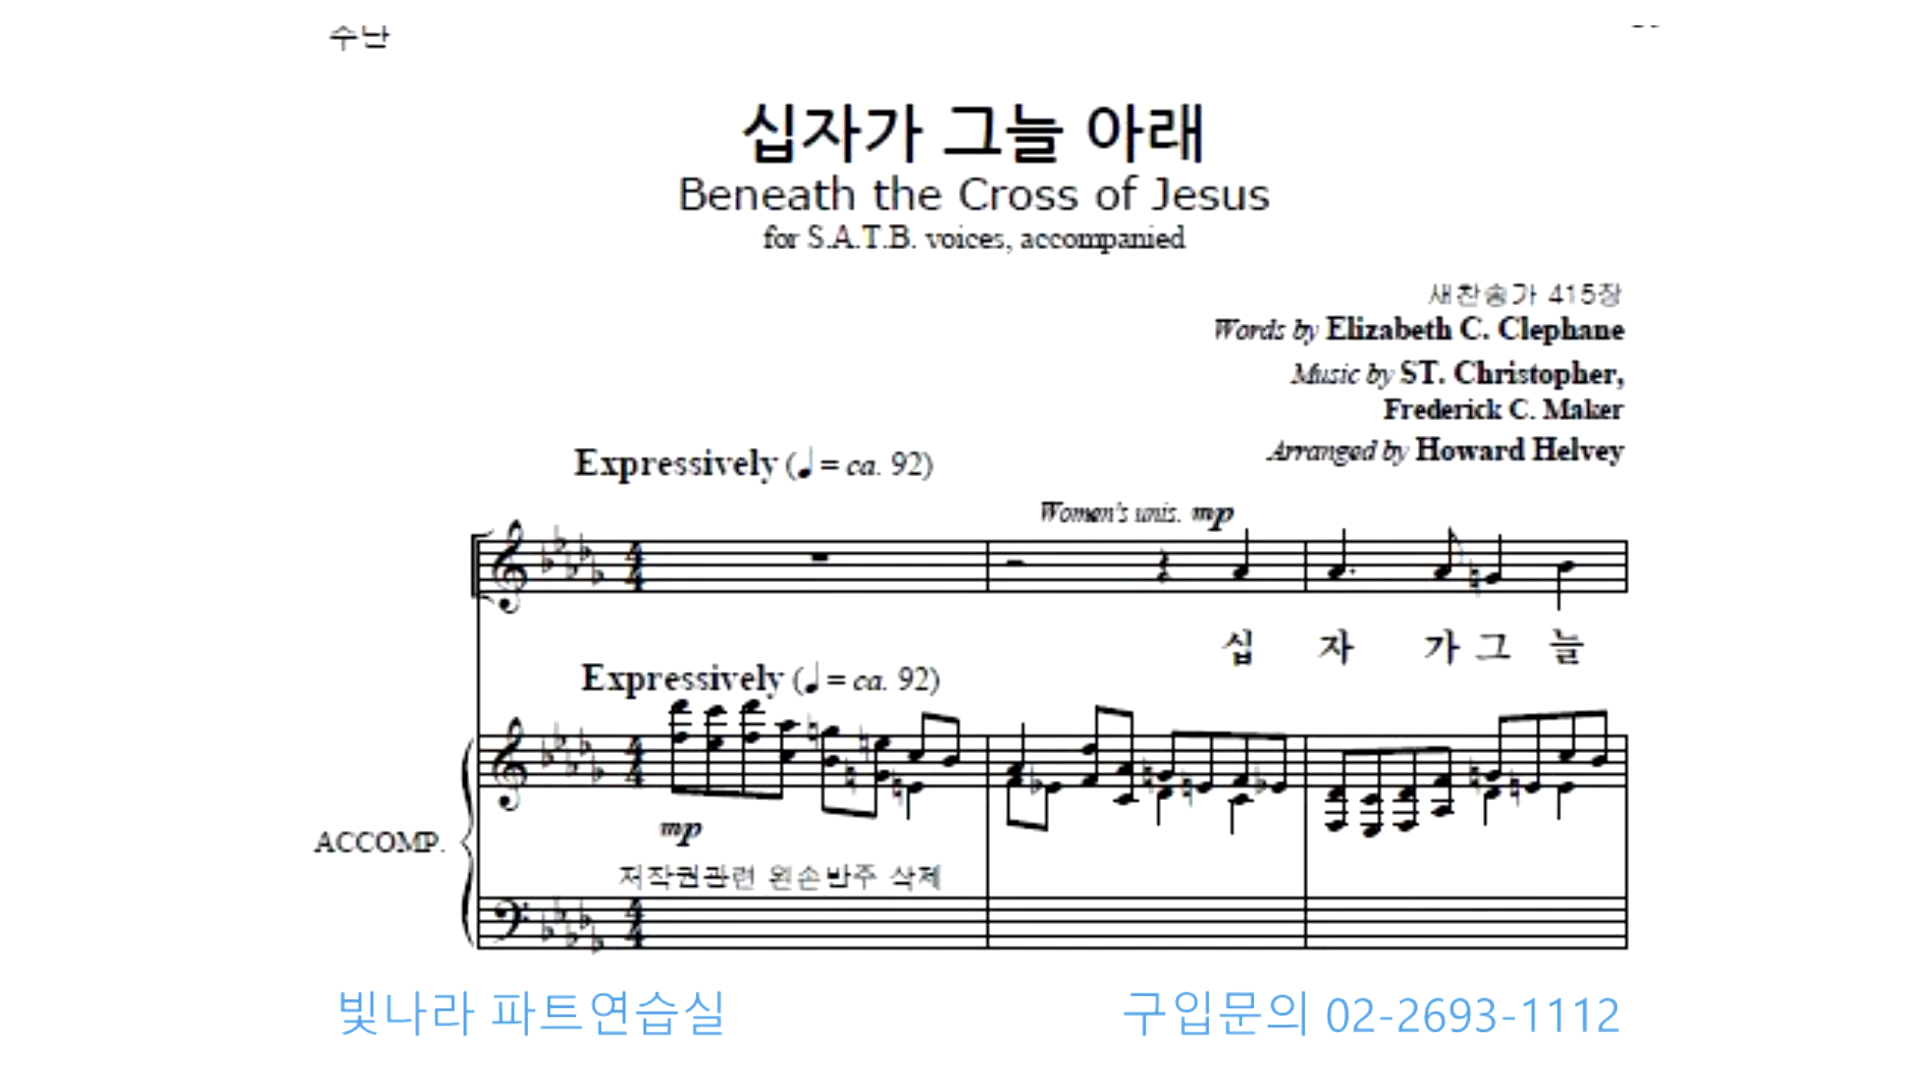 수난
십자가 그늘 아래
Beneath the Cross of Jesus
for S.A.T.B. voices, accompanied
새찬송가 415장
Words by Elizabeth C. Clephane
Music by ST. Christopher,
Frederick C. Maker
Arranged by Howard Helvey
Expressively (♩ = ca. 92)
Women's unis. mp
십 자 가 그 늘
Expressively (♩ = ca. 92)
mp
ACCOMP.
저작권관련 왼손반주 삭제
빛나라 파트연습실
구입문의 02-2693-1112